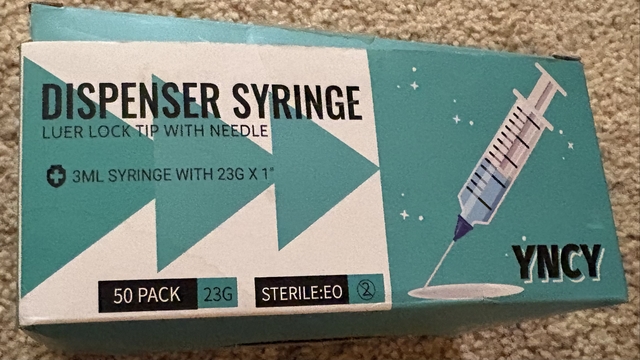 DISPENSER SYRINGE
LUER LOCK TIP WITH NEEDLE
3ML SYRINGE WITH 23G X 1"
50 PACK 23G STERILE:EO 2
YNCY